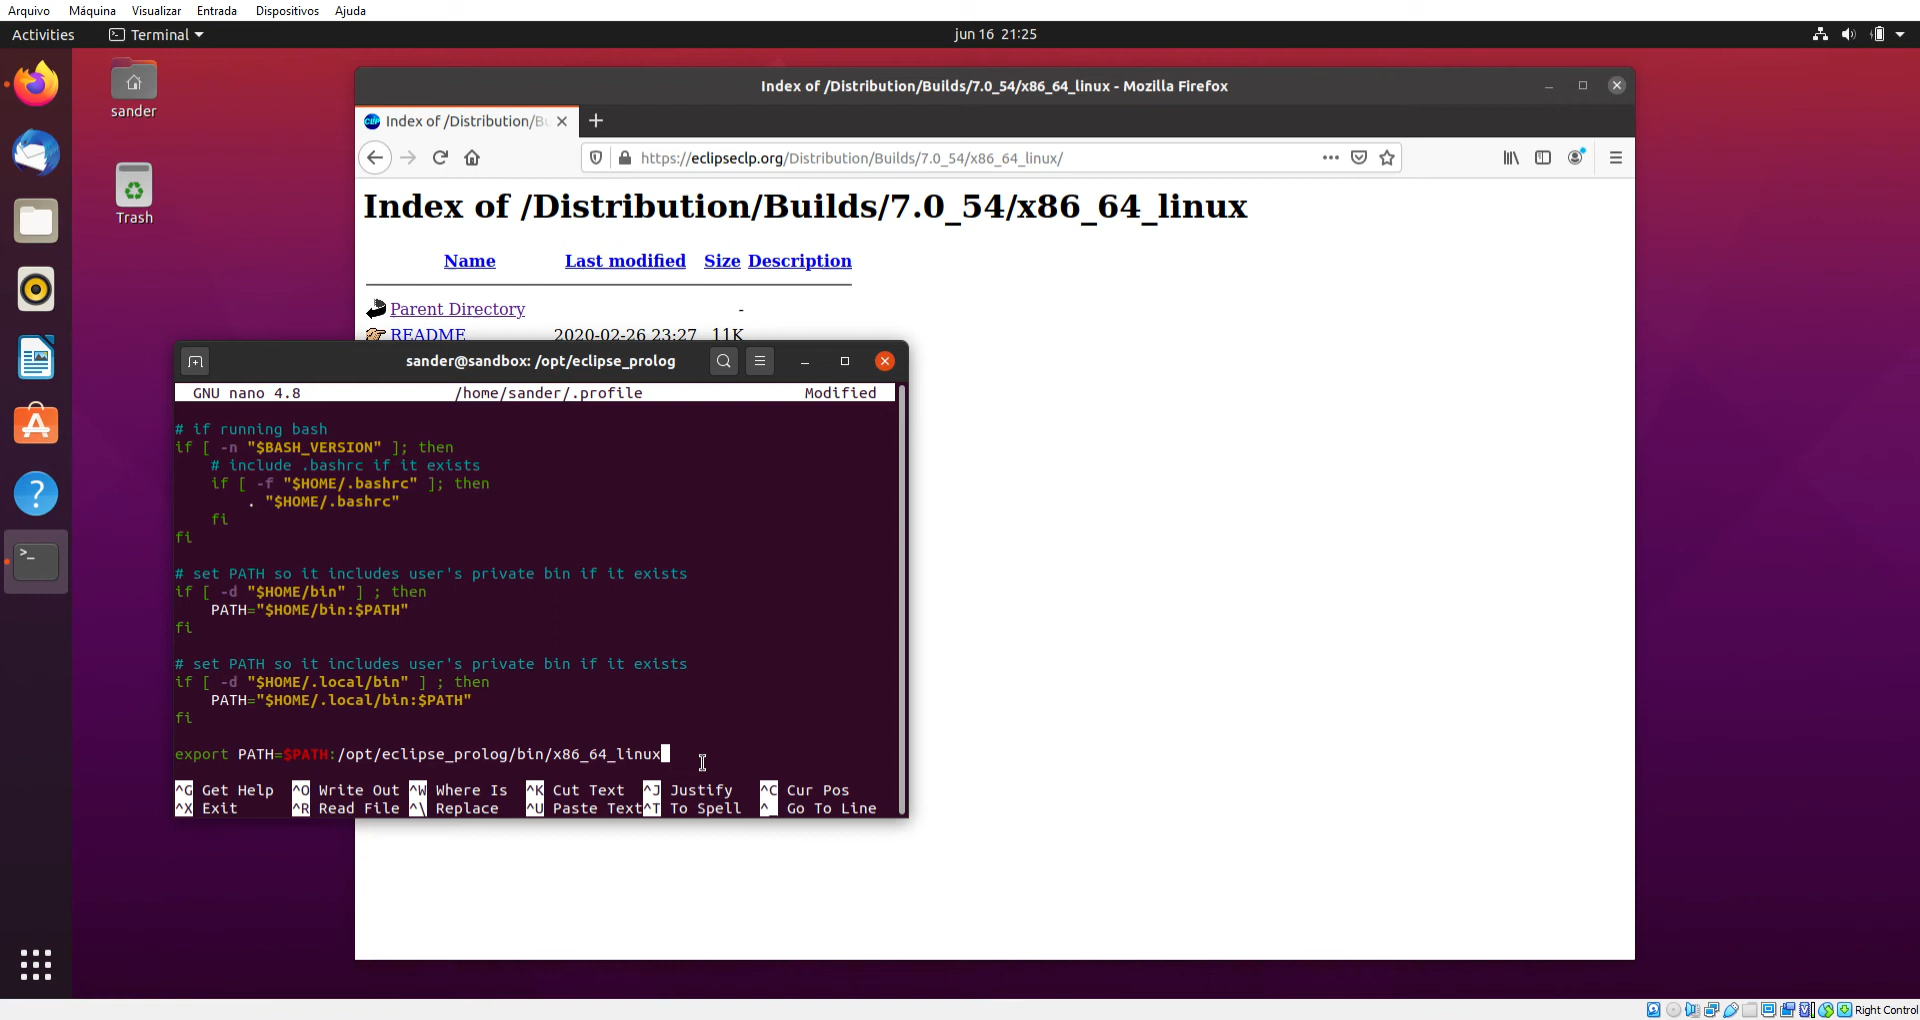 Arquivo Máquina Visualizar Entrada Dispositivos Ajuda
Activities Terminal jun 16 21:25
sander
Trash
Index of /Distribution/Builds/7.0_54/x86_64_linux - Mozilla Firefox
Index of /Distribution/B
https://eclipseclp.org/Distribution/Builds/7.0_54/x86_64_linux/
Index of /Distribution/Builds/7.0_54/x86_64_linux
Name Last modified Size Description
Parent Directory -
README 2020-02-26 23:27 11K
sander@sandbox: /opt/eclipse_prolog
GNU nano 4.8 /home/sander/.profile Modified
# if running bash
if [ -n "$BASH_VERSION" ]; then
# include .bashrc if it exists
if [ -f "$HOME/.bashrc" ]; then
. "$HOME/.bashrc"
fi
fi
# set PATH so it includes user's private bin if it exists
if [ -d "$HOME/bin" ] ; then
PATH="$HOME/bin:$PATH"
fi
# set PATH so it includes user's private bin if it exists
if [ -d "$HOME/.local/bin" ] ; then
PATH="$HOME/.local/bin:$PATH"
fi
export PATH=$PATH:/opt/eclipse_prolog/bin/x86_64_linux
^G Get Help ^O Write Out ^W Where Is ^K Cut Text ^J Justify ^C Cur Pos
^X Exit ^R Read File ^\ Replace ^U Paste Text ^T To Spell ^_ Go To Line
Right Control